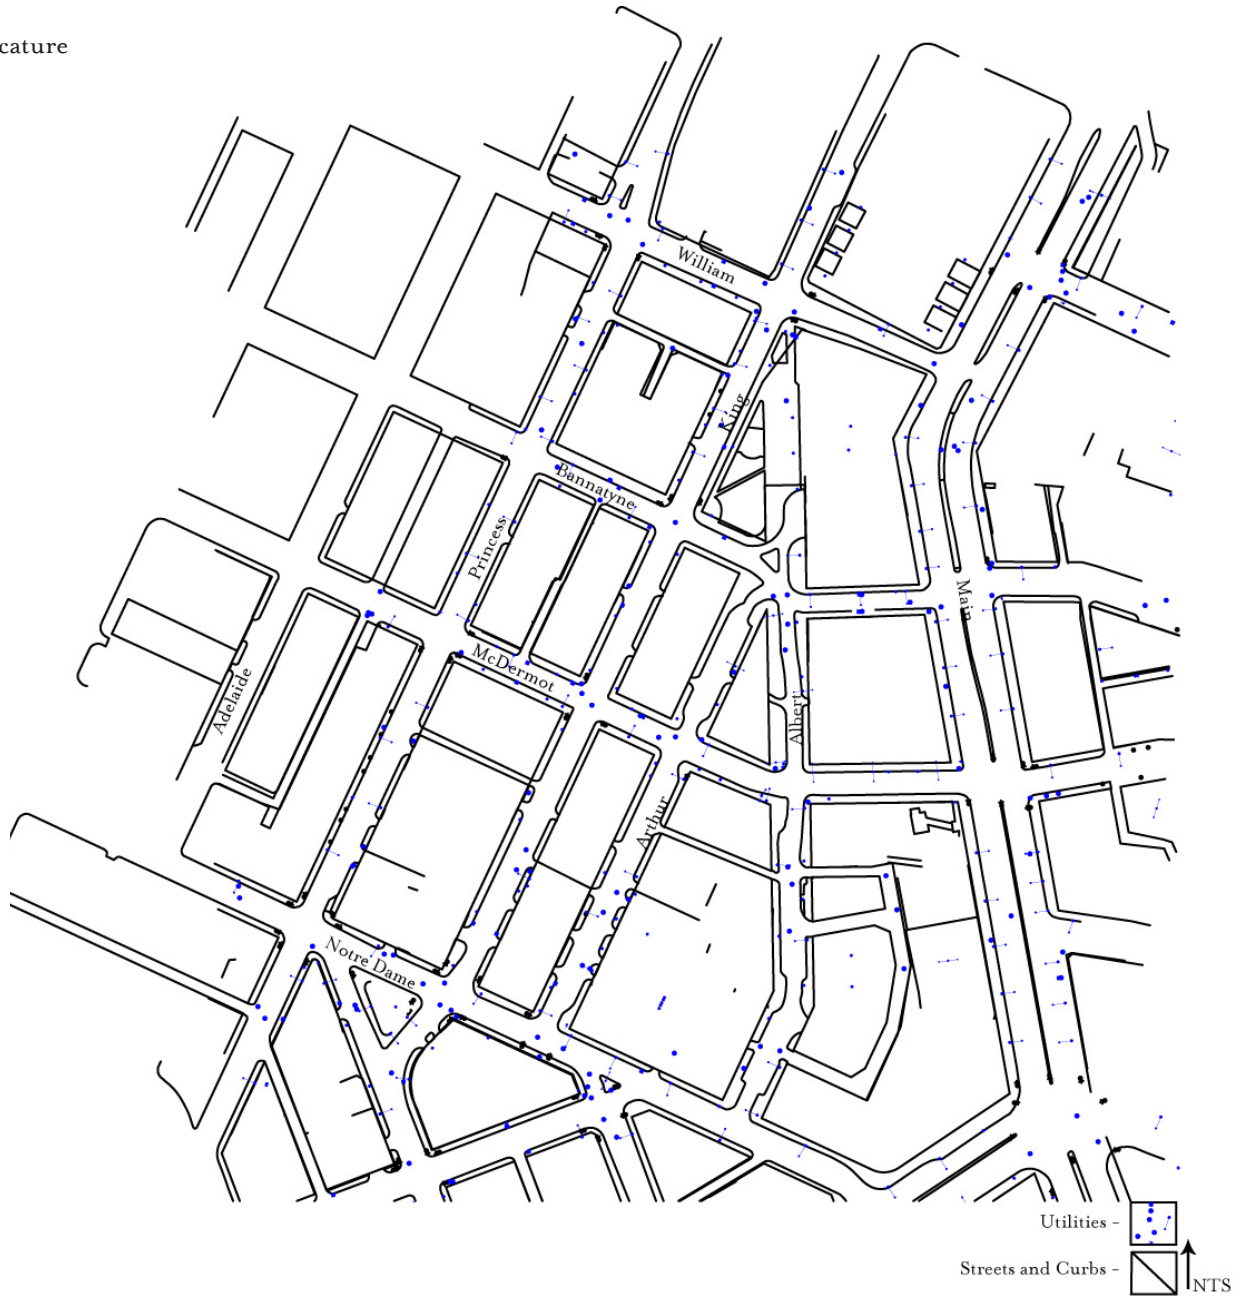 cature
William
King
Bannatyne
Princess
Main
McDermot
Adelaide
Albert
Arthur
Notre Dame
Utilities -
Streets and Curbs -
NTS